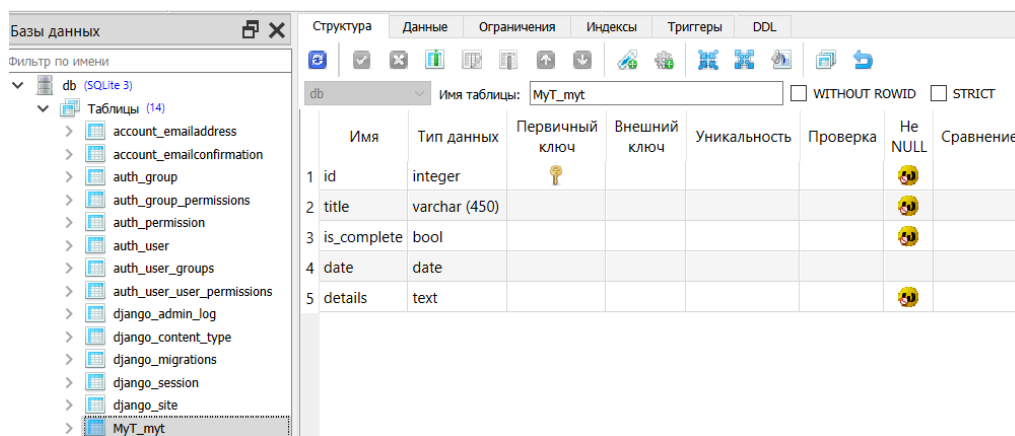 Базы данных
Фильтр по имени
db (SQLite 3)
Таблицы (14)
account_emailaddress
account_emailconfirmation
auth_group
auth_group_permissions
auth_permission
auth_user
auth_user_groups
auth_user_user_permissions
django_admin_log
django_content_type
django_migrations
django_session
django_site
MyT_myt
Структура Данные Ограничения Индексы Триггеры DDL
db Имя таблицы: MyT_myt WITHOUT ROWID STRICT
Имя Тип данных Первичный ключ Внешний ключ Уникальность Проверка Не NULL Сравнение
1 id integer
2 title varchar (450)
3 is_complete bool
4 date date
5 details text